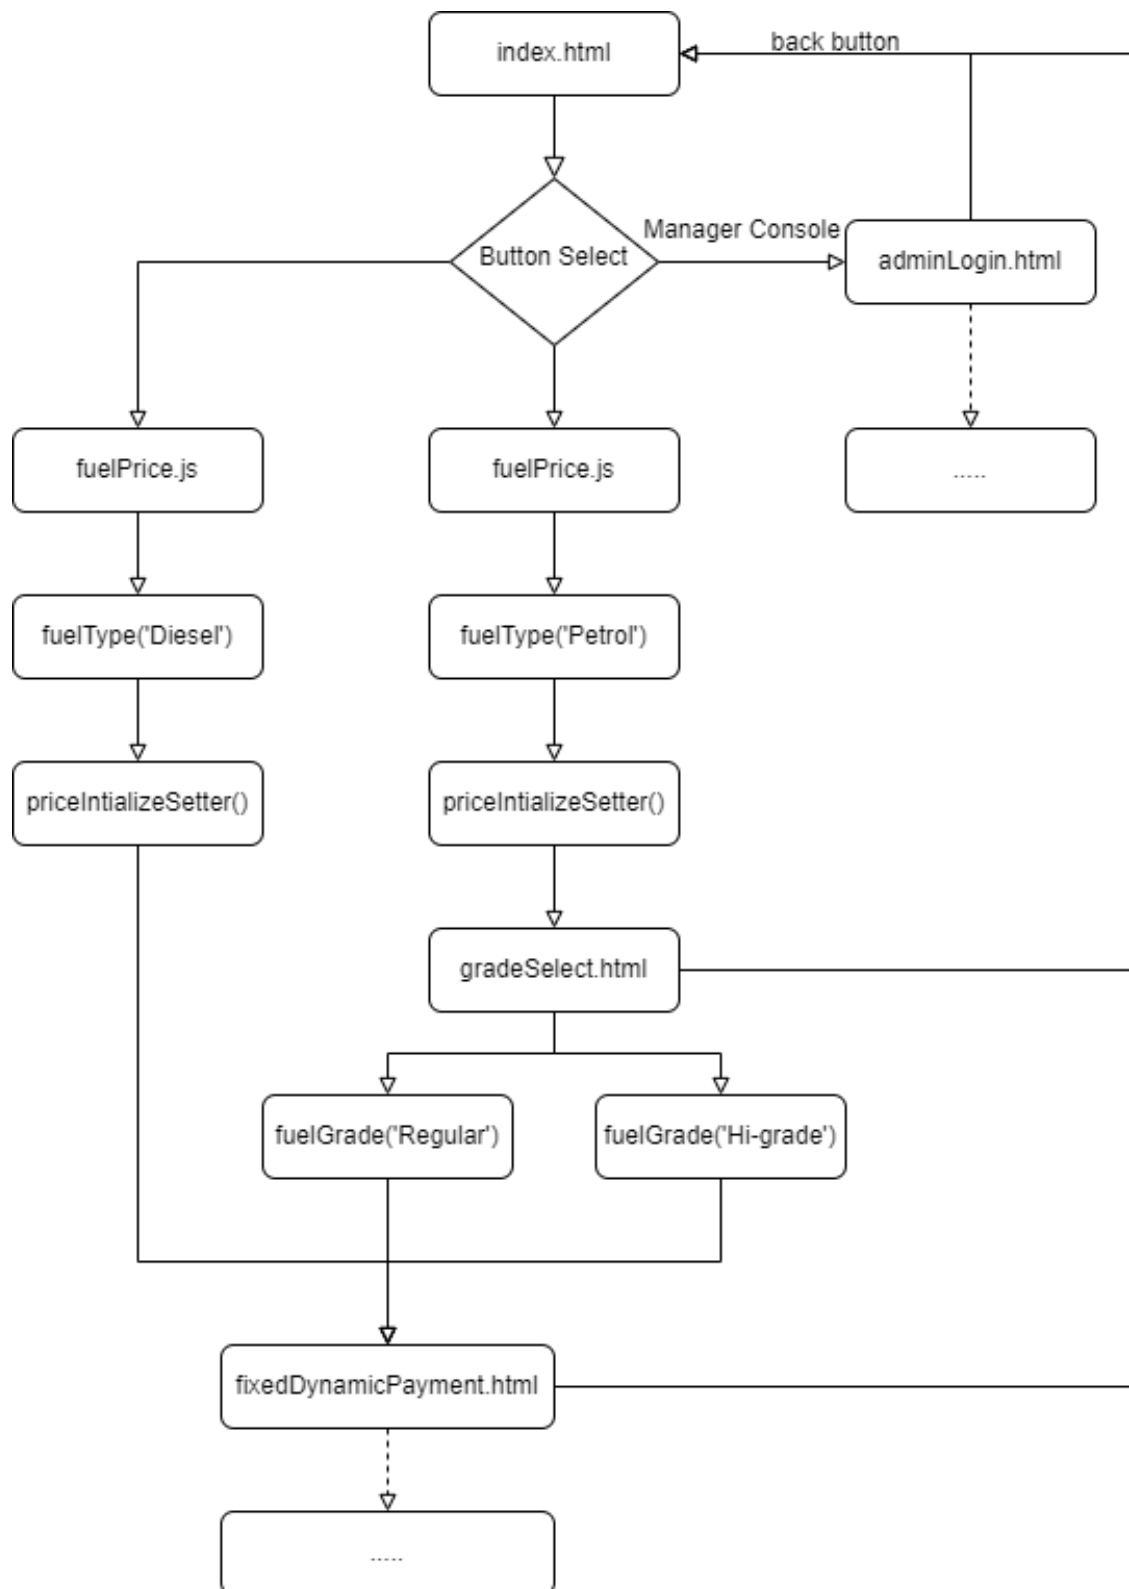 index.html
back button
Button Select
Manager Console
adminLogin.html
fuelPrice.js
fuelPrice.js
.....
fuelType('Diesel')
fuelType('Petrol')
priceIntializeSetter()
priceIntializeSetter()
gradeSelect.html
fuelGrade('Regular')
fuelGrade('Hi-grade')
fixedDynamicPayment.html
.....